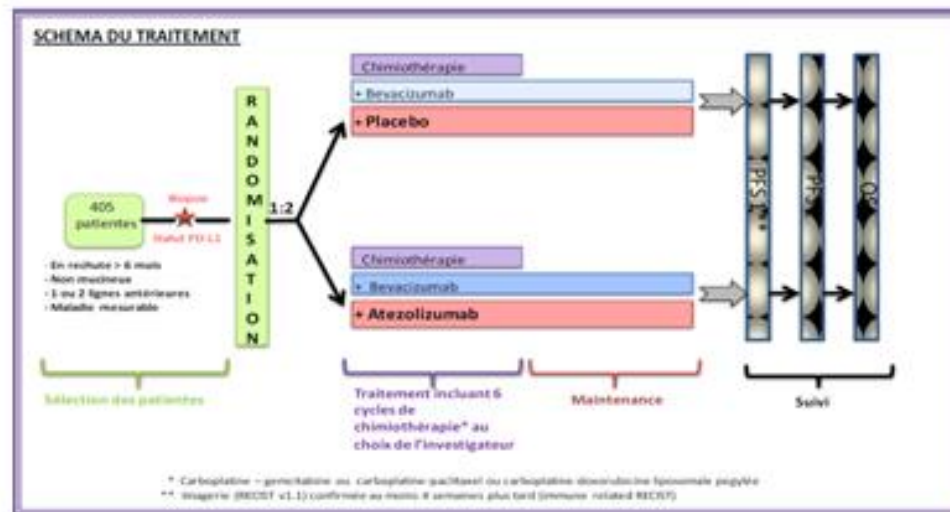 SCHEMA DU TRAITEMENT
405
patientes
Biopsie
Statut PD-L1
- En rechute > 6 mois
- Non mucineux
- 1 ou 2 lignes antérieures
- Maladie mesurable
RANDOMISATION
1:2
Chimiothérapie
+ Bevacizumab
+ Placebo
Chimiothérapie
+ Bevacizumab
+ Atezolizumab
PFS1**
OS
Sélection des patientes
Traitement incluant 6
cycles de
chimiothérapie* au
choix de l'investigateur
Maintenance
Suivi
* Carboplatine – gemcitabine ou carboplatine-paclitaxel ou carboplatine-doxorubicine liposomale pegylée
** Imagerie (RECIST v1.1) confirmée au moins 4 semaines plus tard (immune related RECIST)